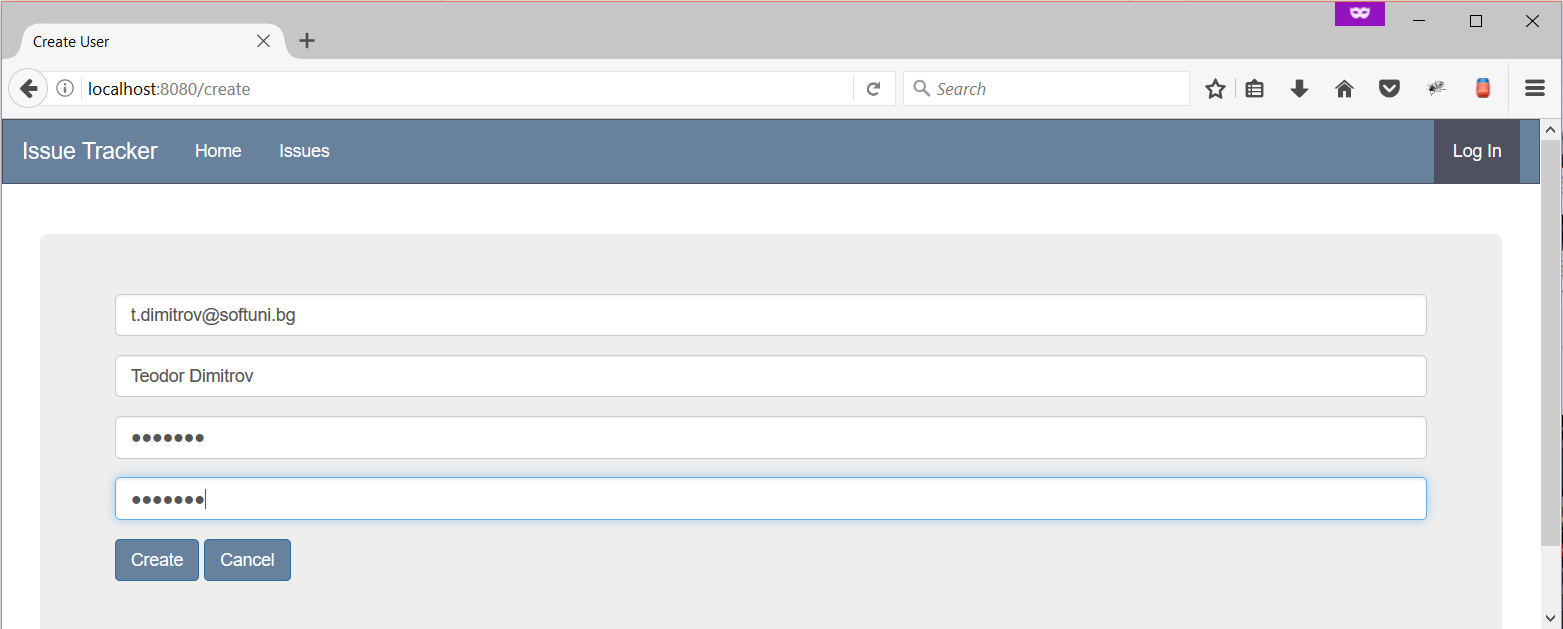 Create User
localhost:8080/create
Search
Issue Tracker Home Issues Log In
t.dimitrov@softuni.bg
Teodor Dimitrov
●●●●●●●
●●●●●●●
Create Cancel